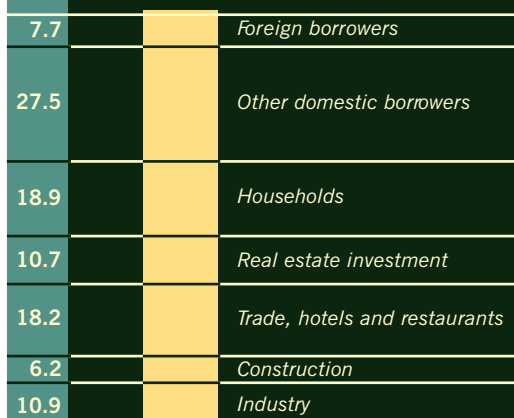 7.7 Foreign borrowers
27.5 Other domestic borrowers
18.9 Households
10.7 Real estate investment
18.2 Trade, hotels and restaurants
6.2 Construction
10.9 Industry